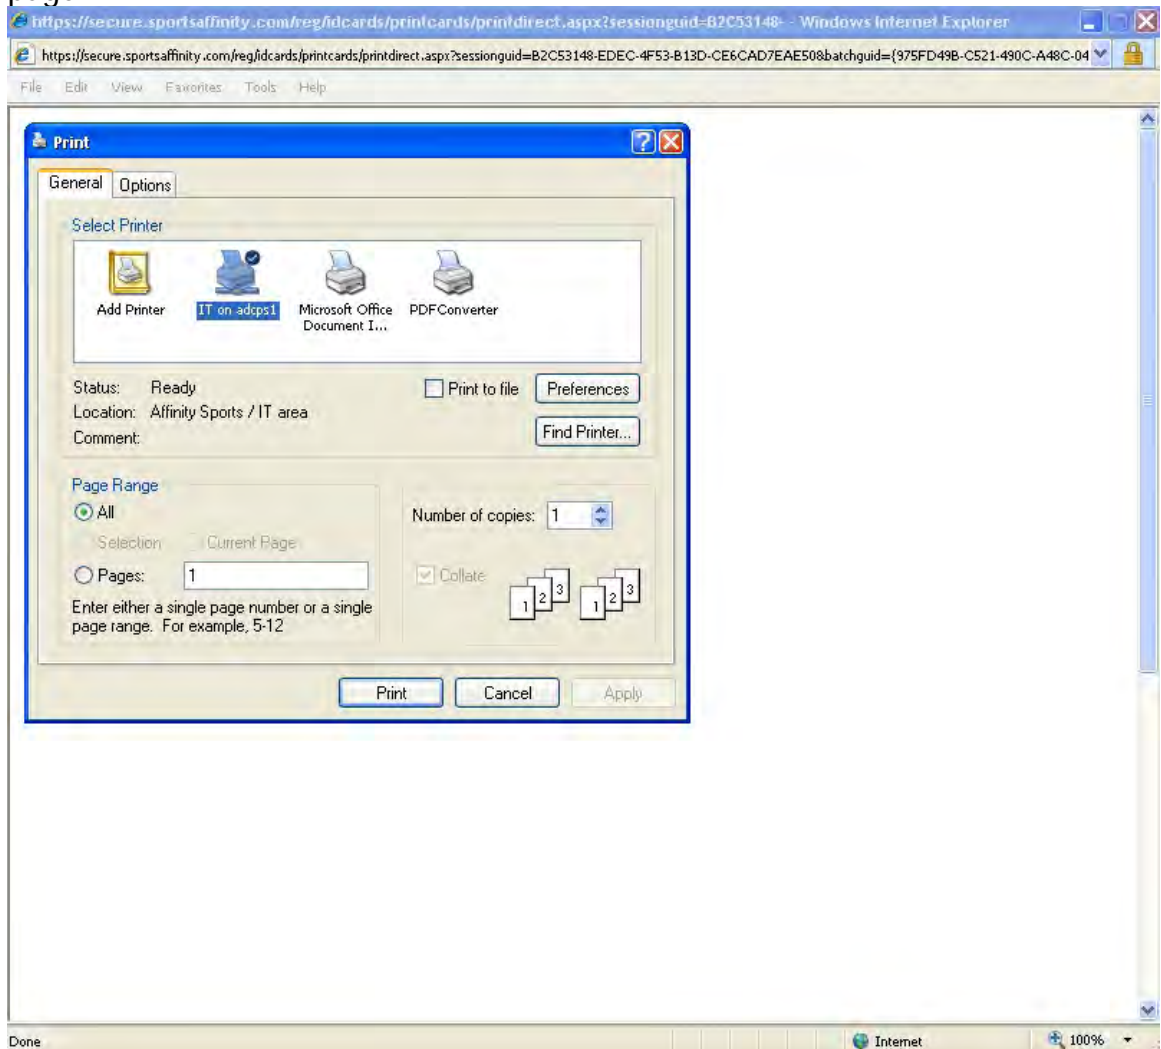 page
https://secure.sportsaffinity.com/reg/idcards/printcards/printdirect.aspx?sessionguid=B2C53148- - Windows Internet Explorer
https://secure.sportsaffinity.com/reg/idcards/printcards/printdirect.aspx?sessionguid=B2C53148-EDEC-4F53-B13D-CE6CAD7EAE50&batchguid={975FD49B-C521-490C-A48C-04
File Edit View Favorites Tools Help
Print
General Options
Select Printer
Add Printer IT on adcps1 Microsoft Office PDFConverter
Document I...
Status: Ready Print to file Preferences
Location: Affinity Sports / IT area
Comment: Find Printer...
Page Range
All Number of copies: 1
Selection Current Page
Pages: 1 Collate
1 2 3 1 2 3
Enter either a single page number or a single
page range. For example, 5-12
Print Cancel Apply
Done Internet 100%